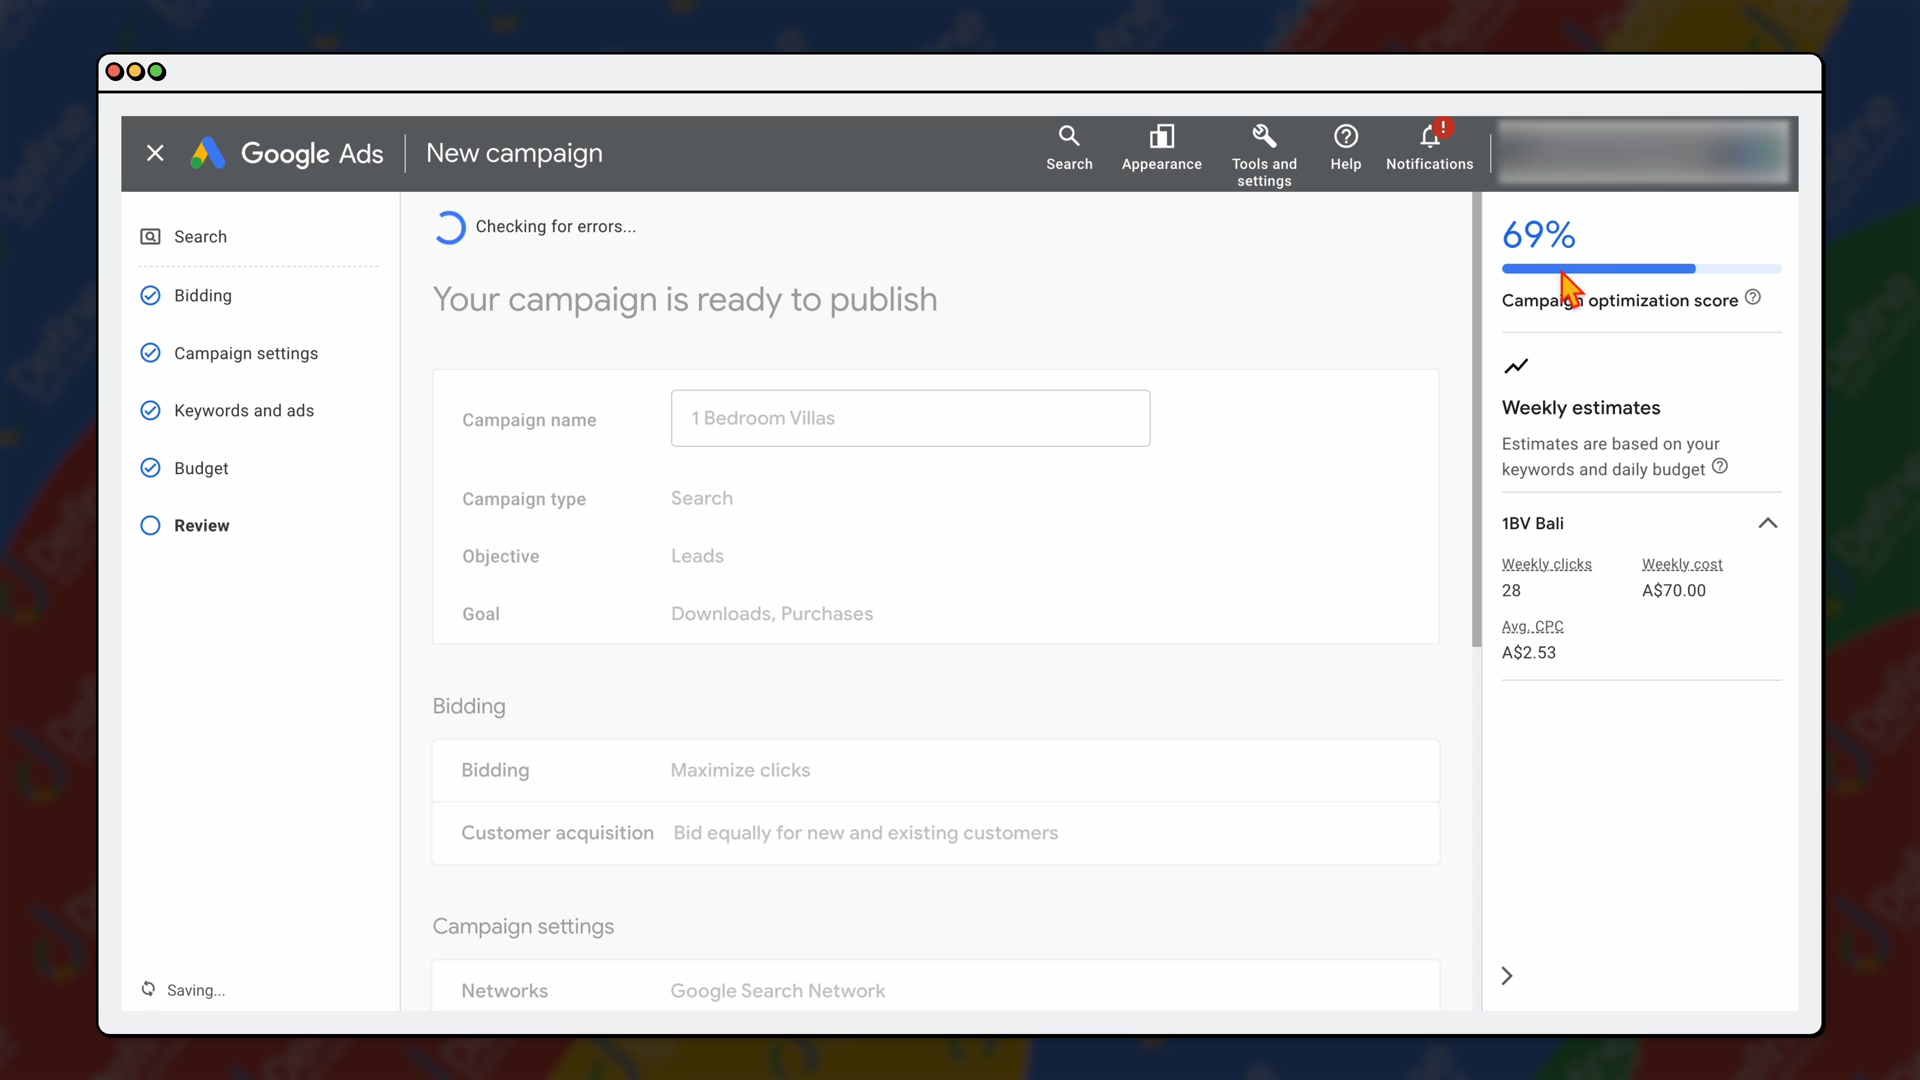 Google Ads
New campaign
Search
Appearance
Tools and
settings
Help
Notifications
!
Search
Bidding
Campaign settings
Keywords and ads
Budget
Review
Saving...
Checking for errors...
Your campaign is ready to publish
Campaign name
1 Bedroom Villas
Campaign type
Search
Objective
Leads
Goal
Downloads, Purchases
Bidding
Bidding
Maximize clicks
Customer acquisition
Bid equally for new and existing customers
Campaign settings
Networks
Google Search Network
69%
Campaign optimization score
Weekly estimates
Estimates are based on your
keywords and daily budget
1BV Bali
Weekly clicks
Weekly cost
28
A$70.00
Avg. CPC
A$2.53